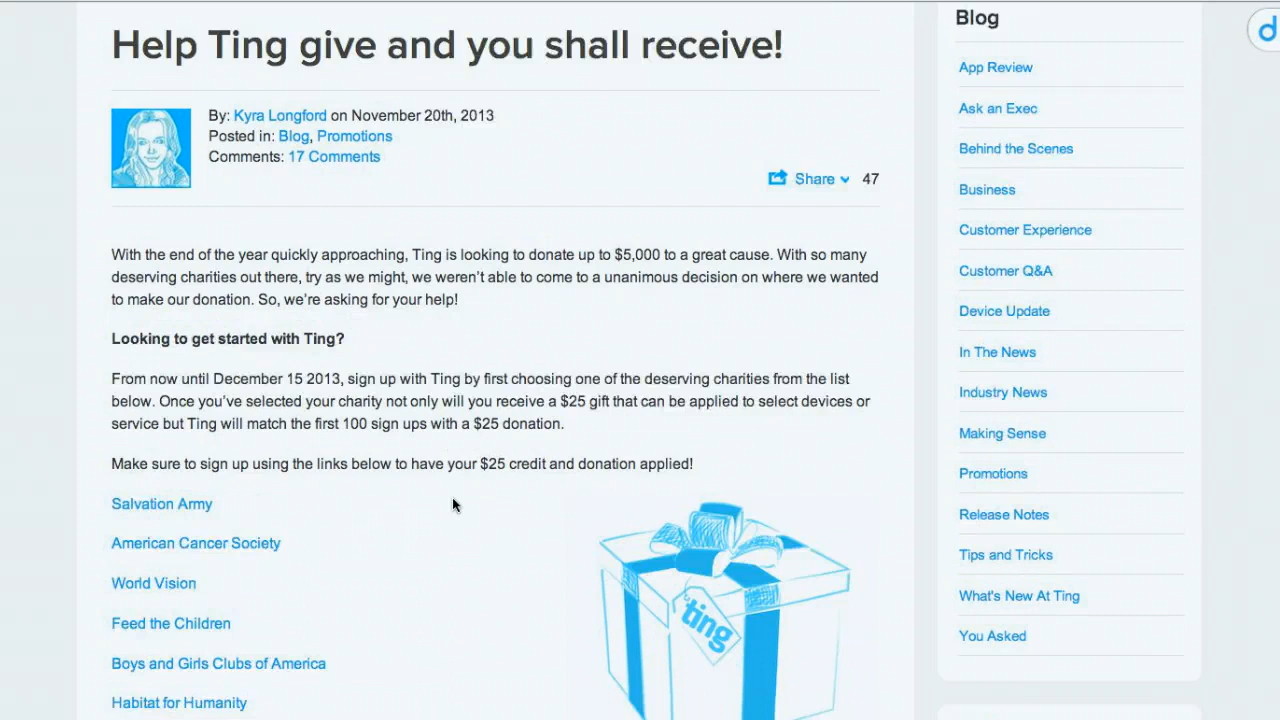 Help Ting give and you shall receive!
By: Kyra Longford on November 20th, 2013
Posted in: Blog, Promotions
Comments: 17 Comments
Share 47
With the end of the year quickly approaching, Ting is looking to donate up to $5,000 to a great cause. With so many
deserving charities out there, try as we might, we weren't able to come to a unanimous decision on where we wanted
to make our donation. So, we're asking for your help!
Looking to get started with Ting?
From now until December 15 2013, sign up with Ting by first choosing one of the deserving charities from the list
below. Once you've selected your charity not only will you receive a $25 gift that can be applied to select devices or
service but Ting will match the first 100 sign ups with a $25 donation.
Make sure to sign up using the links below to have your $25 credit and donation applied!
Salvation Army
American Cancer Society
World Vision
Feed the Children
Boys and Girls Clubs of America
Habitat for Humanity
ting
Blog
App Review
Ask an Exec
Behind the Scenes
Business
Customer Experience
Customer Q&A
Device Update
In The News
Industry News
Making Sense
Promotions
Release Notes
Tips and Tricks
What's New At Ting
You Asked
d